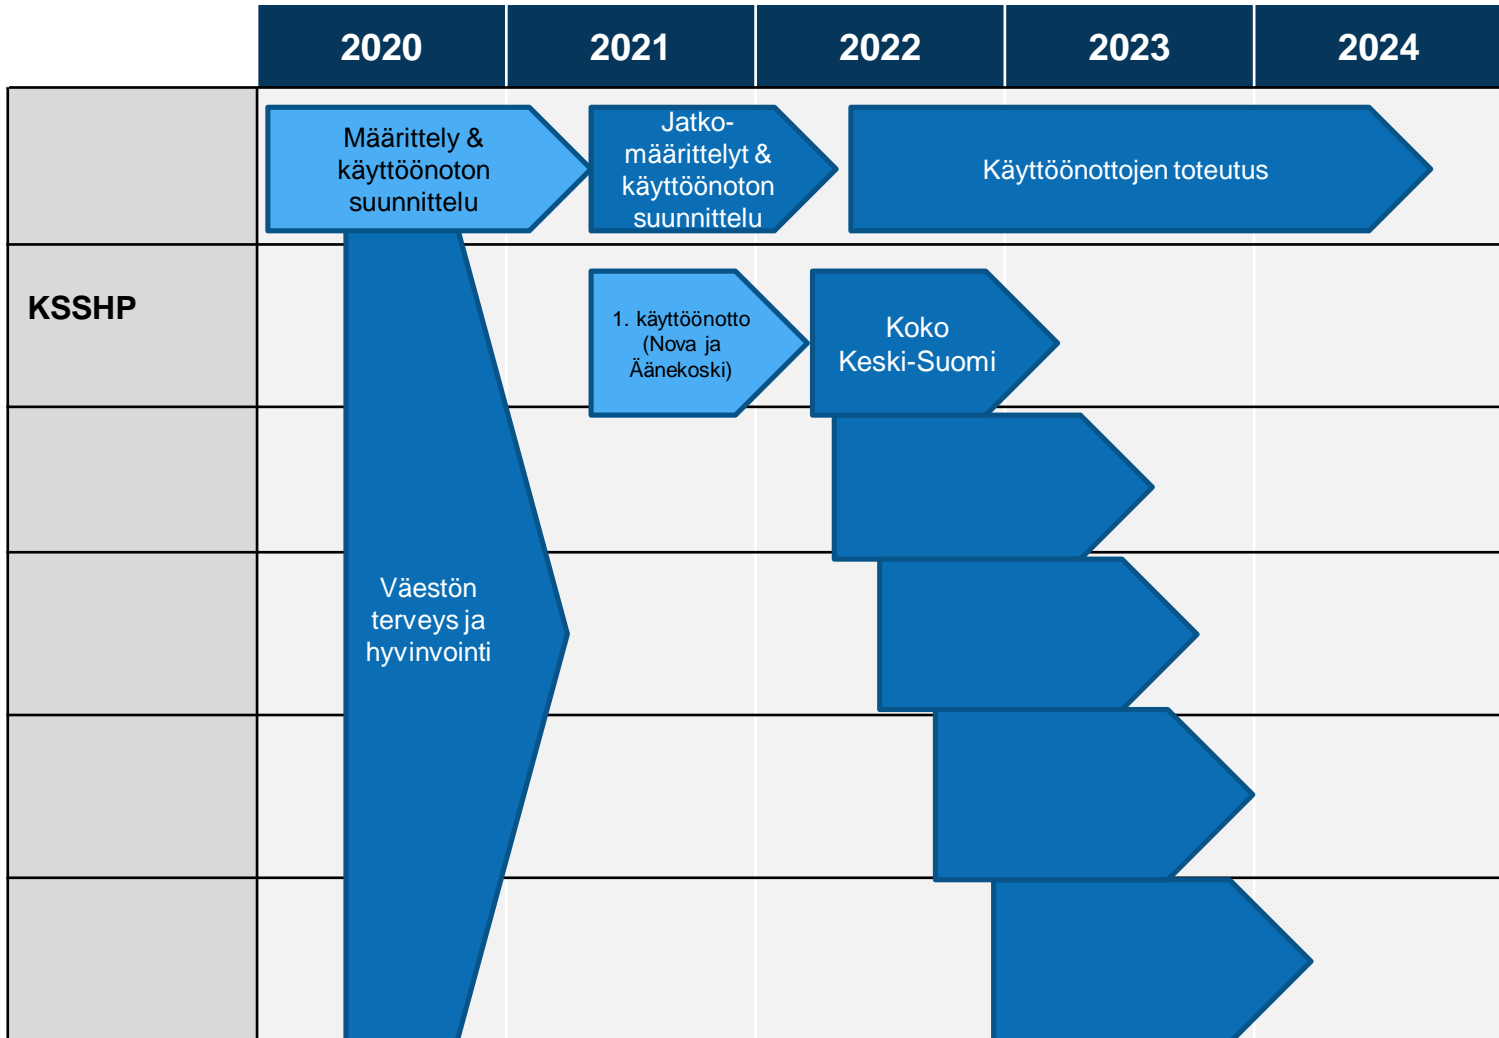 2020 2021 2022 2023 2024
Määrittely &
käyttöönoton
suunnittelu
Jatko-
määrittelyt &
käyttöönoton
suunnittelu
Käyttöönottojen toteutus
KSSHP
1. käyttöönotto
(Nova ja
Äänekoski)
Koko
Keski-Suomi
Väestön
terveys ja
hyvinvointi